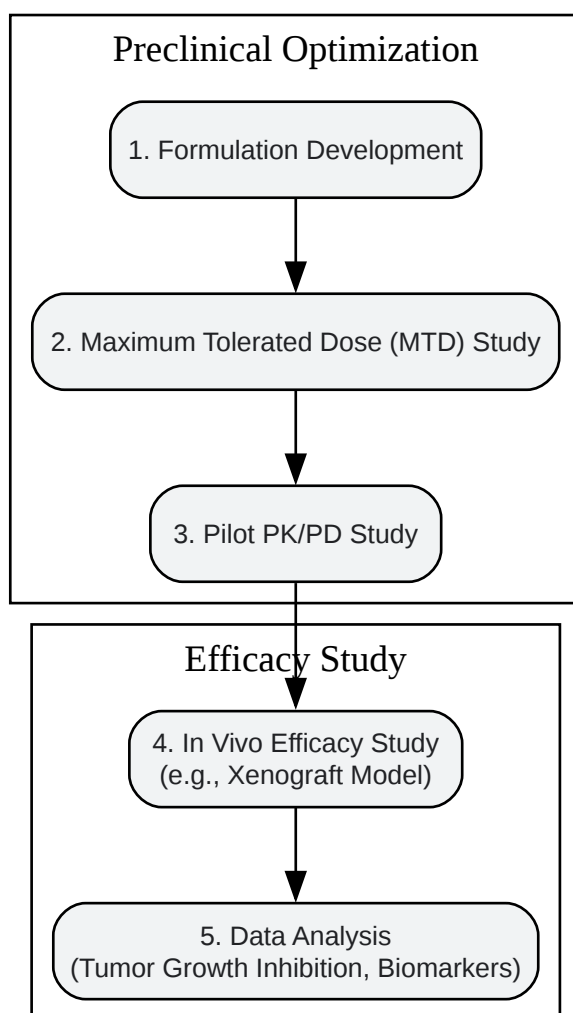 Preclinical Optimization
1. Formulation Development
2. Maximum Tolerated Dose (MTD) Study
3. Pilot PK/PD Study
Efficacy Study
4. In Vivo Efficacy Study
(e.g., Xenograft Model)
5. Data Analysis
(Tumor Growth Inhibition, Biomarkers)